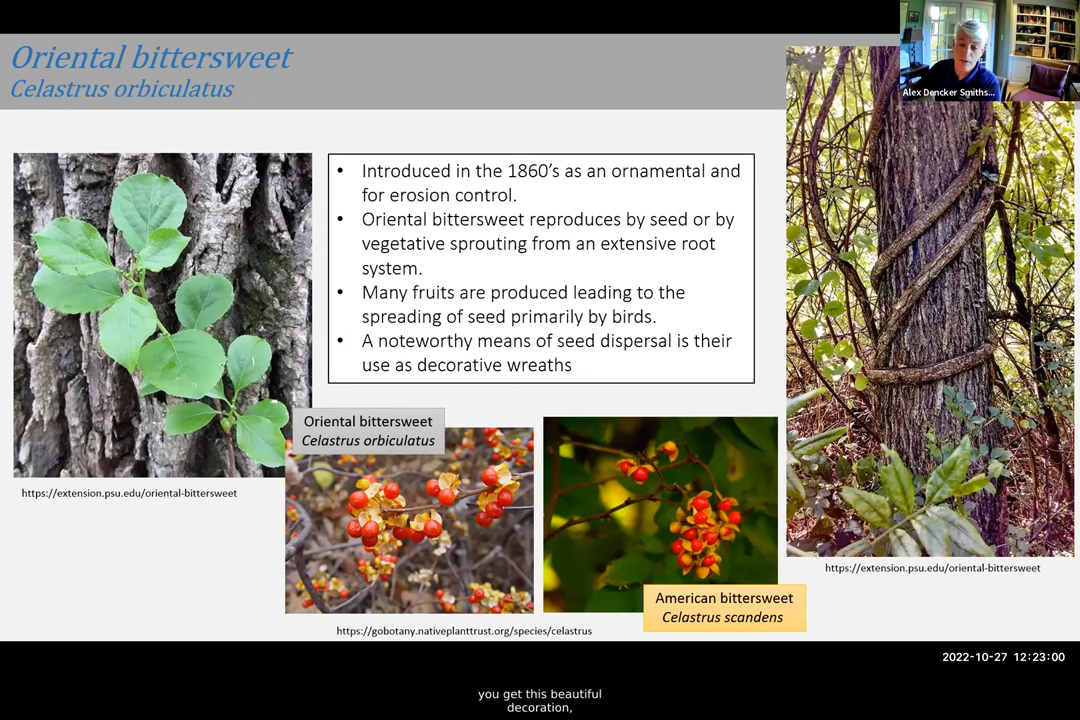 Oriental bittersweet
Celastrus orbiculatus
Alex Dencker Smiths...
• Introduced in the 1860’s as an ornamental and
for erosion control.
• Oriental bittersweet reproduces by seed or by
vegetative sprouting from an extensive root
system.
• Many fruits are produced leading to the
spreading of seed primarily by birds.
• A noteworthy means of seed dispersal is their
use as decorative wreaths
Oriental bittersweet
Celastrus orbiculatus
https://extension.psu.edu/oriental-bittersweet
https://extension.psu.edu/oriental-bittersweet
American bittersweet
Celastrus scandens
https://gobotany.nativeplanttrust.org/species/celastrus
2022-10-27 12:23:00
you get this beautiful
decoration,